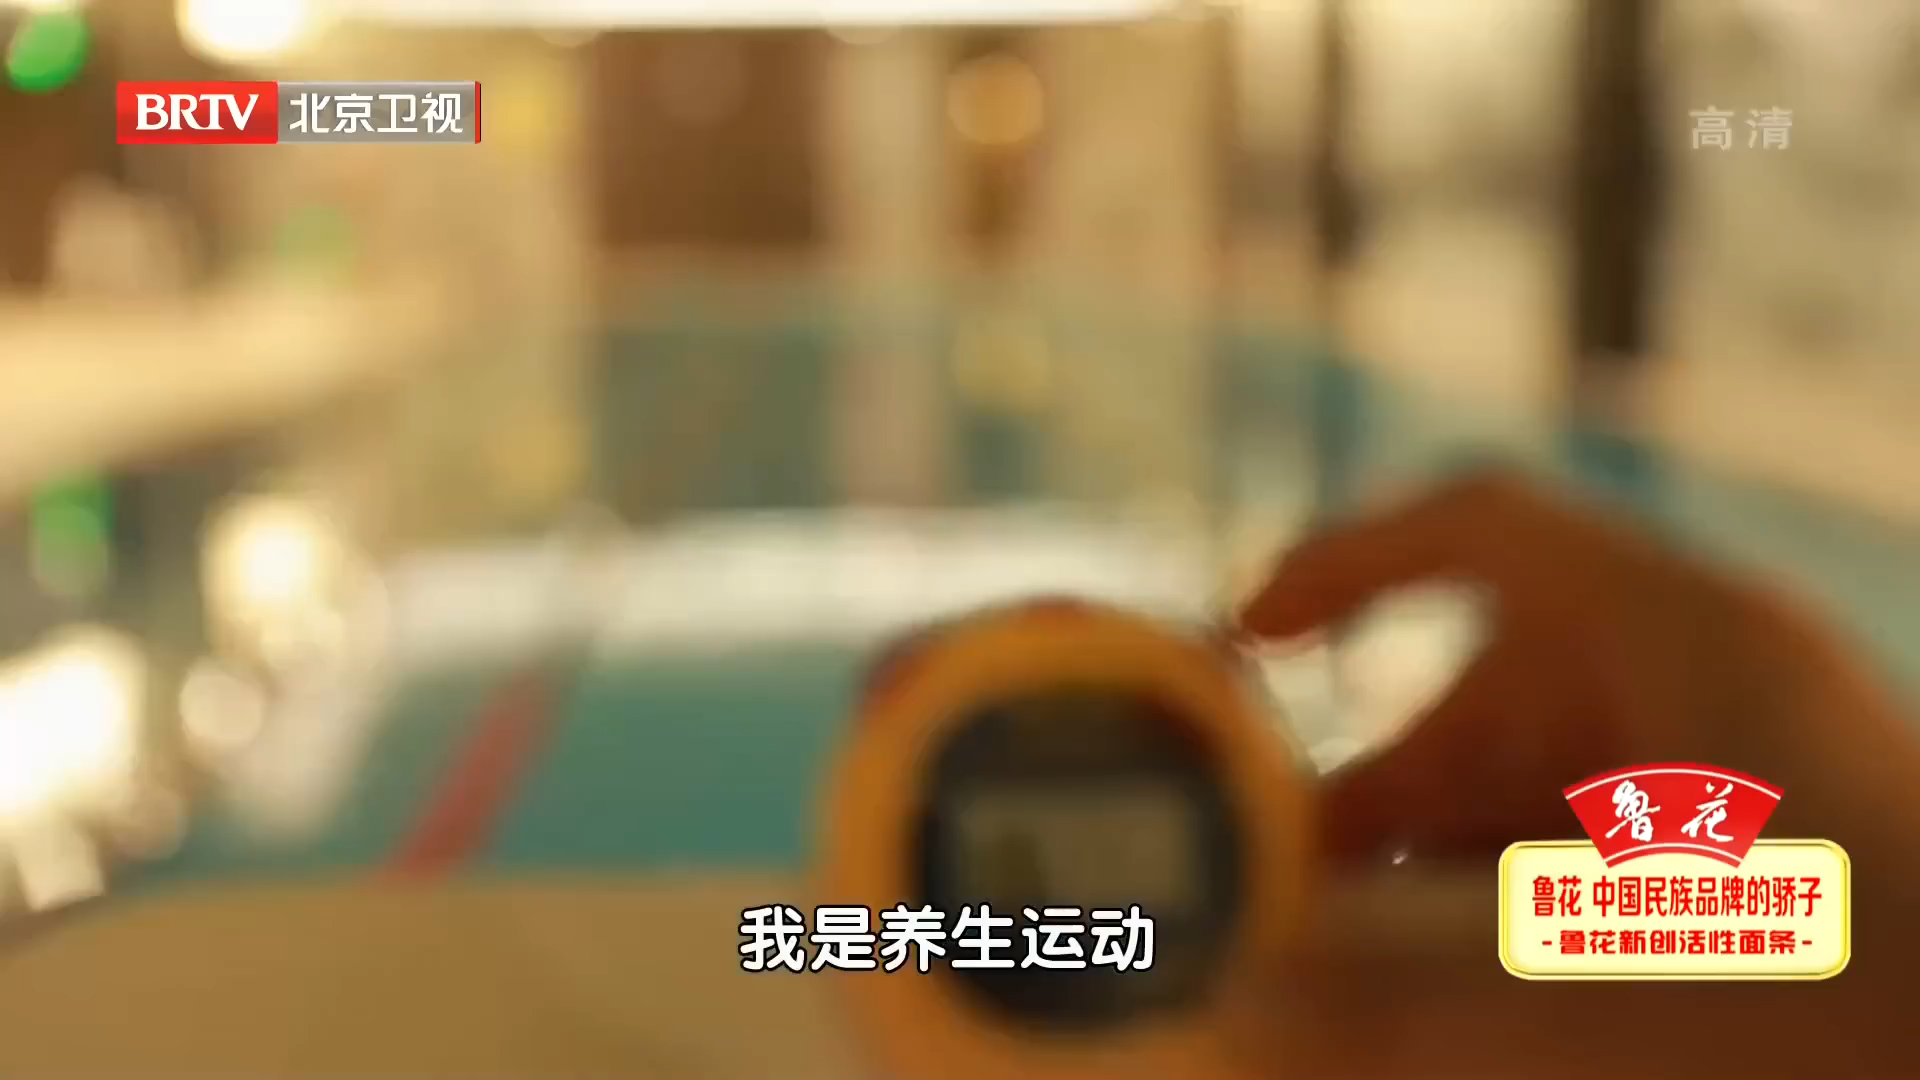 BRTV 北京卫视
高清
鲁花
鲁花 中国民族品牌的骄子
-鲁花新创活性面条-
我是养生运动